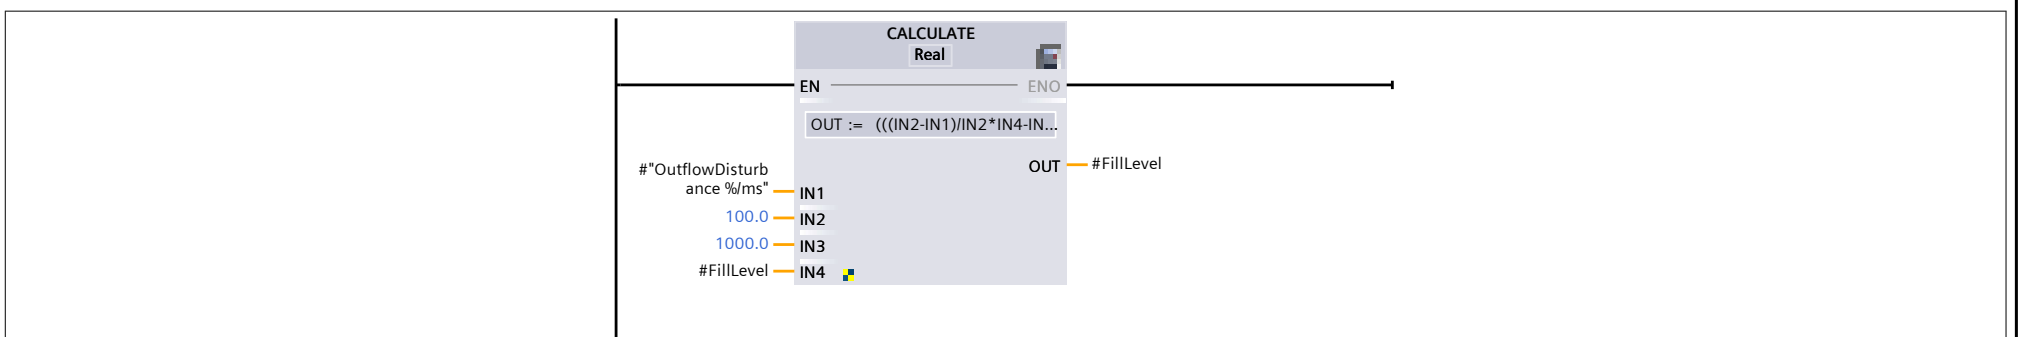 CALCULATE
Real
EN
ENO
OUT := (((IN2-IN1)/IN2*IN4-IN...
#"OutflowDisturb
ance %/ms"
IN1
OUT
#FillLevel
100.0
IN2
1000.0
IN3
#FillLevel
IN4